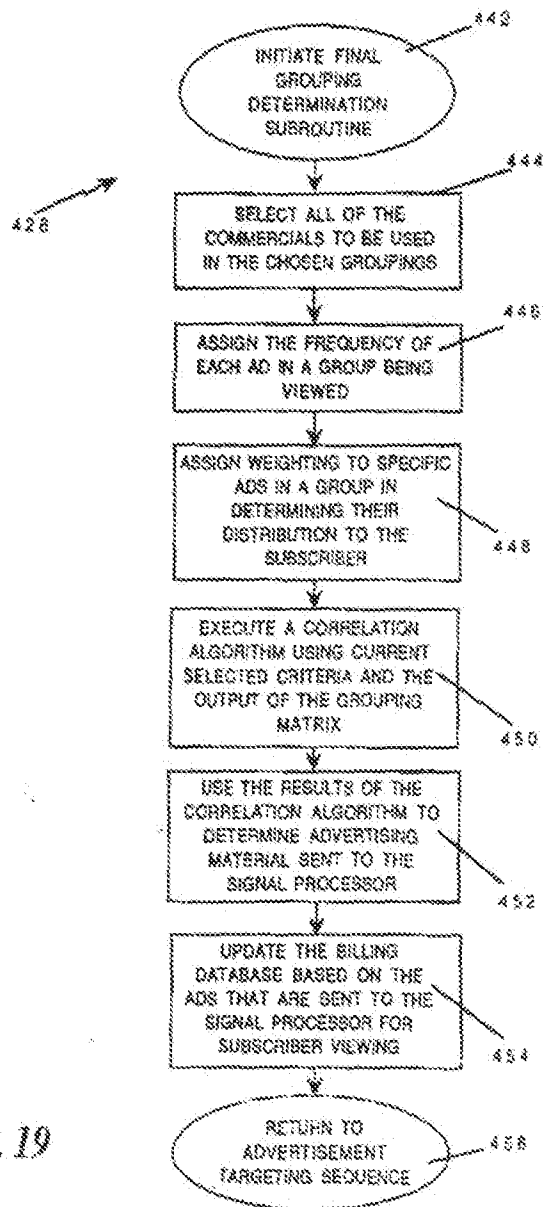 442
INITIATE FINAL
GROUPING
DETERMINATION
SUBROUTINE
428
444
SELECT ALL OF THE
COMMERCIALS TO BE USED
IN THE CHOSEN GROUPINGS
446
ASSIGN THE FREQUENCY OF
EACH AD IN A GROUP BEING
VIEWED
ASSIGN WEIGHTING TO SPECIFIC
ADS IN A GROUP IN
DETERMINING THEIR
DISTRIBUTION TO THE
SUBSCRIBER
448
EXECUTE A CORRELATION
ALGORITHM USING CURRENT
SELECTED CRITERIA AND THE
OUTPUT OF THE GROUPING
MATRIX
450
USE THE RESULTS OF THE
CORRELATION ALGORITHM TO
DETERMINE ADVERTISING
MATERIAL SENT TO THE
SIGNAL PROCESSOR
452
UPDATE THE BILLING
DATABASE BASED ON THE
ADS THAT ARE SENT TO THE
SIGNAL PROCESSOR FOR
SUBSCRIBER VIEWING
454
RETURN TO
ADVERTISEMENT
TARGETING SEQUENCE
456
. 19